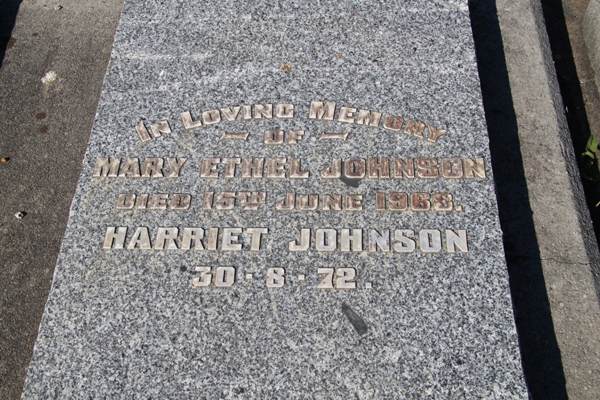 In Loving Memory
OF
MARY ETHEL JOHNSON
DIED 15TH JUNE 1968.
HARRIET JOHNSON
30 - 8 - 72.